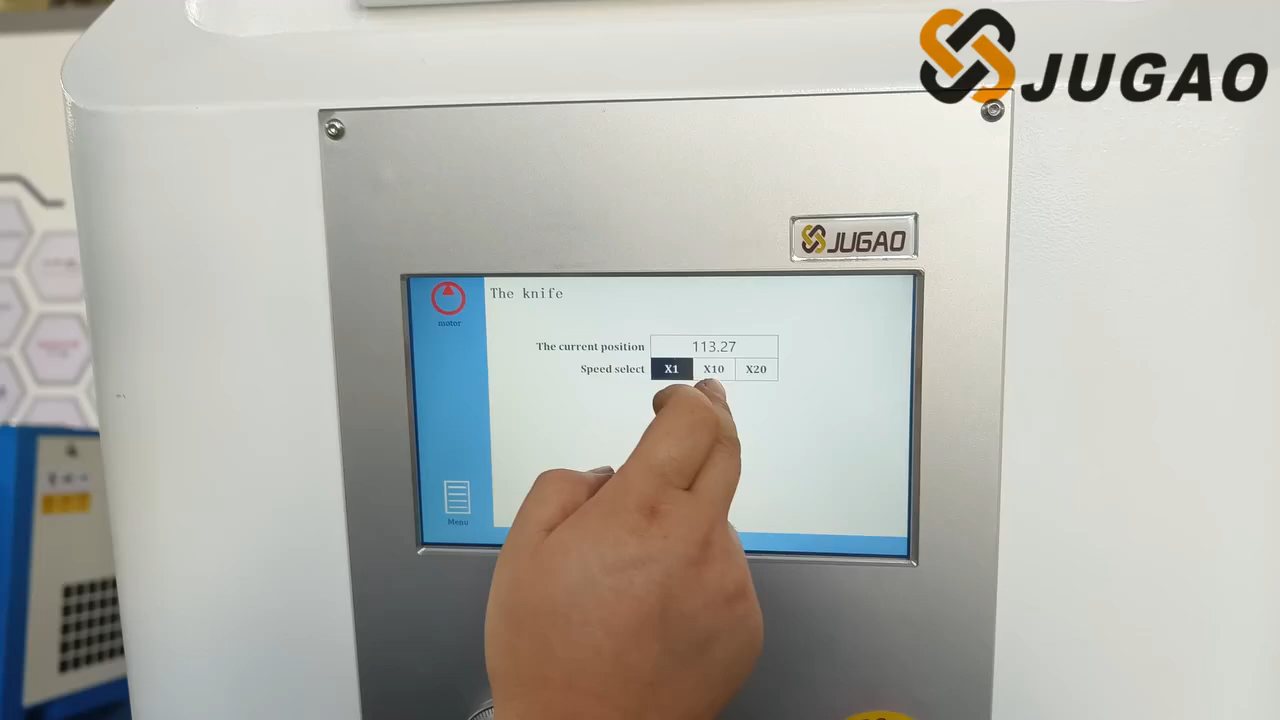 JUGAO
JUGAO
motor
The knife
The current position 113.27
Speed select X1 X10 X20
Menu